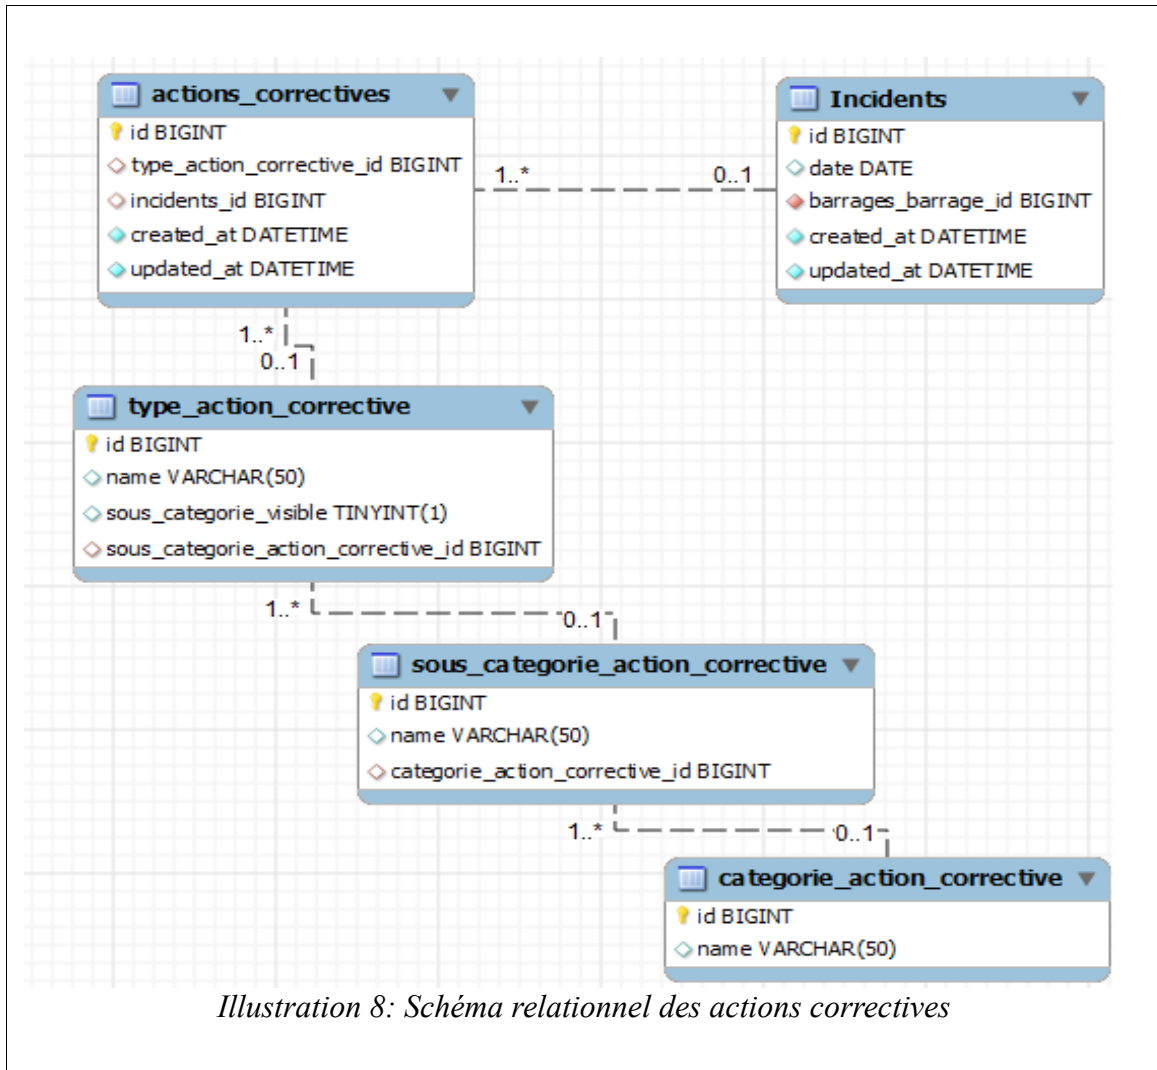 actions_correctives
id BIGINT
type_action_corrective_id BIGINT
incidents_id BIGINT
created_at DATETIME
updated_at DATETIME
1..*
0..1
Incidents
id BIGINT
date DATE
barrages_barrage_id BIGINT
created_at DATETIME
updated_at DATETIME
1..*
0..1
type_action_corrective
id BIGINT
name VARCHAR(50)
sous_categorie_visible TINYINT(1)
sous_categorie_action_corrective_id BIGINT
1..*
0..1
sous_categorie_action_corrective
id BIGINT
name VARCHAR(50)
categorie_action_corrective_id BIGINT
1..*
0..1
categorie_action_corrective
id BIGINT
name VARCHAR(50)
Illustration 8: Schéma relationnel des actions correctives